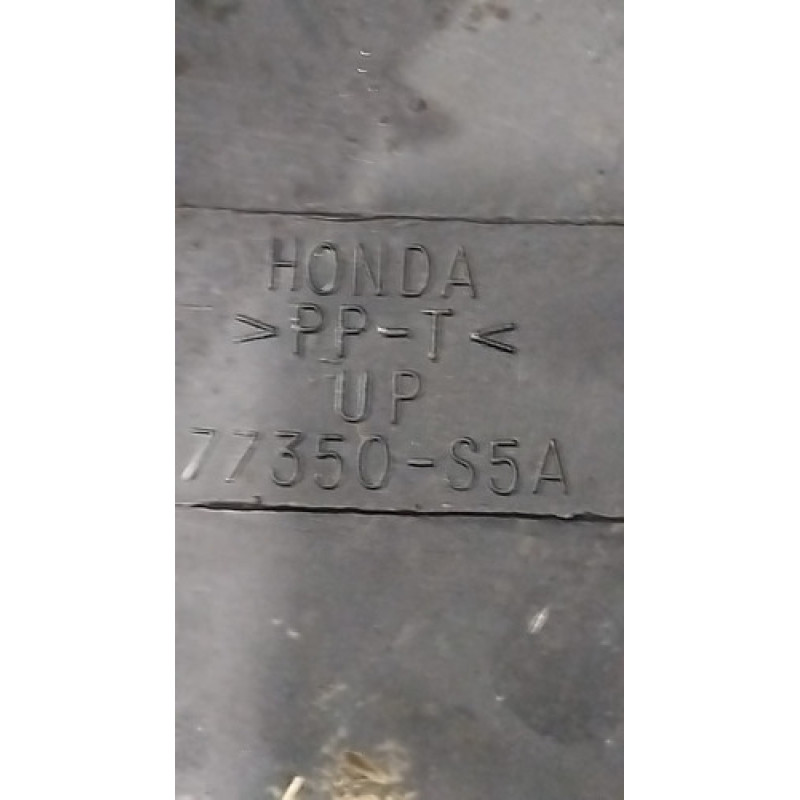 HONDA
>PP-T<
UP
77350-S5A